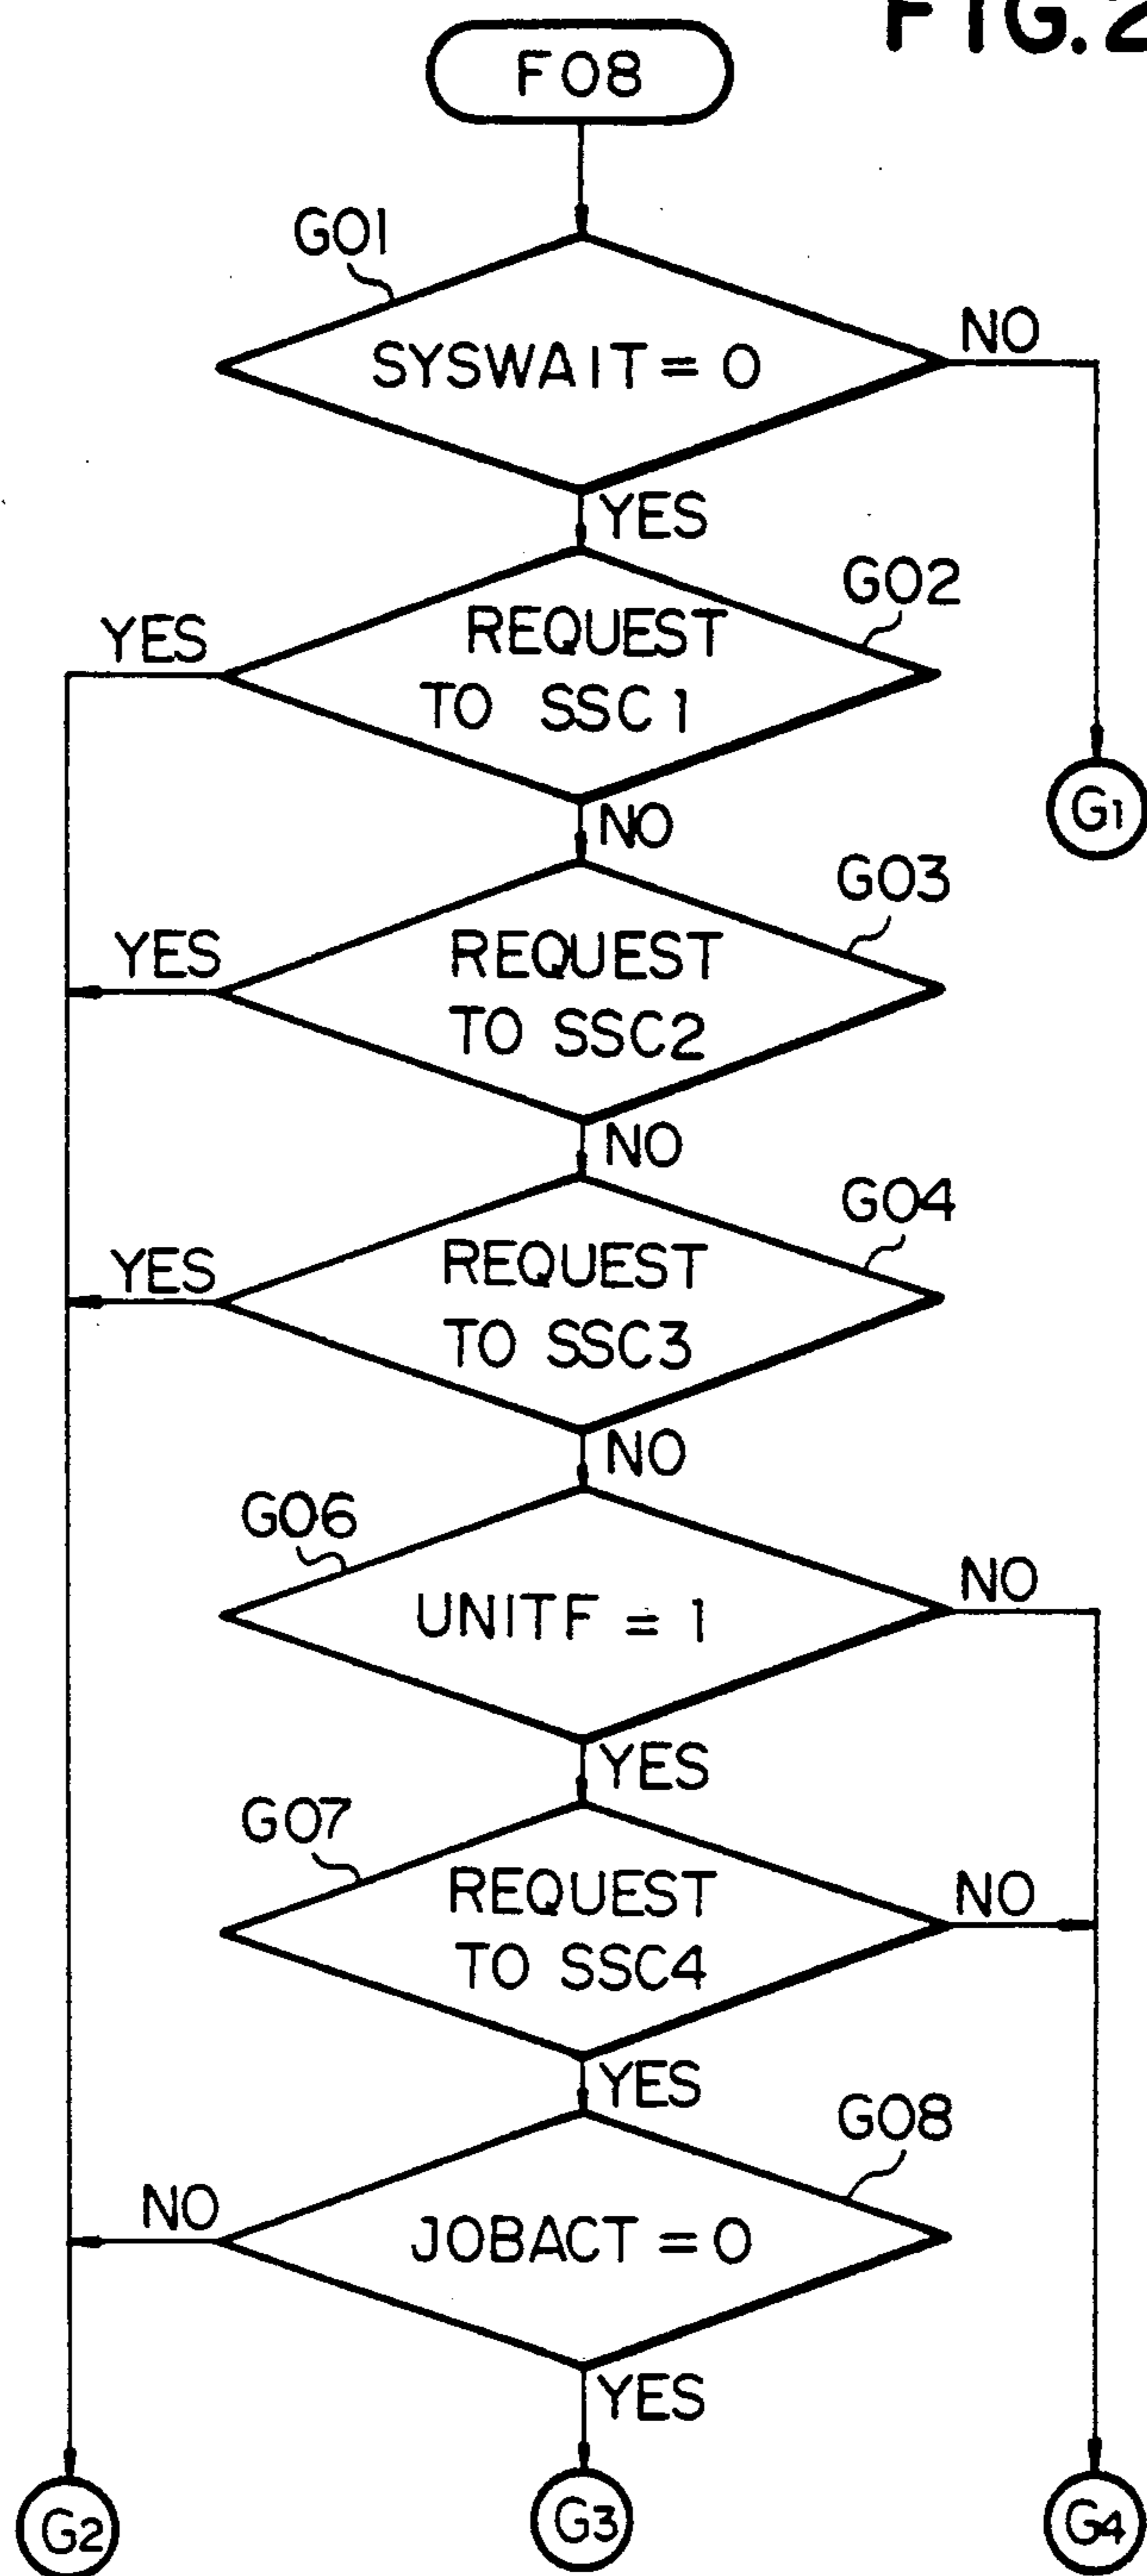 FIG. 2
F08
G01
SYSWAIT = 0
NO
YES
G02
YES
REQUEST
TO SSC1
G1
NO
G03
YES
REQUEST
TO SSC2
NO
G04
YES
REQUEST
TO SSC3
NO
G06
NO
UNITF = 1
YES
G07
REQUEST
TO SSC4
NO
YES
G08
NO
JOBACT = 0
YES
G2
G3
G4